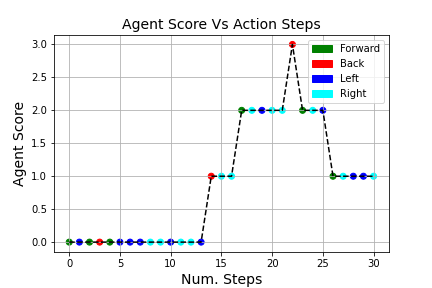 Agent Score Vs Action Steps
3.0
2.5
2.0
1.5
1.0
0.5
0.0
Agent Score
Forward
Back
Left
Right
0 5 10 15 20 25 30
Num. Steps